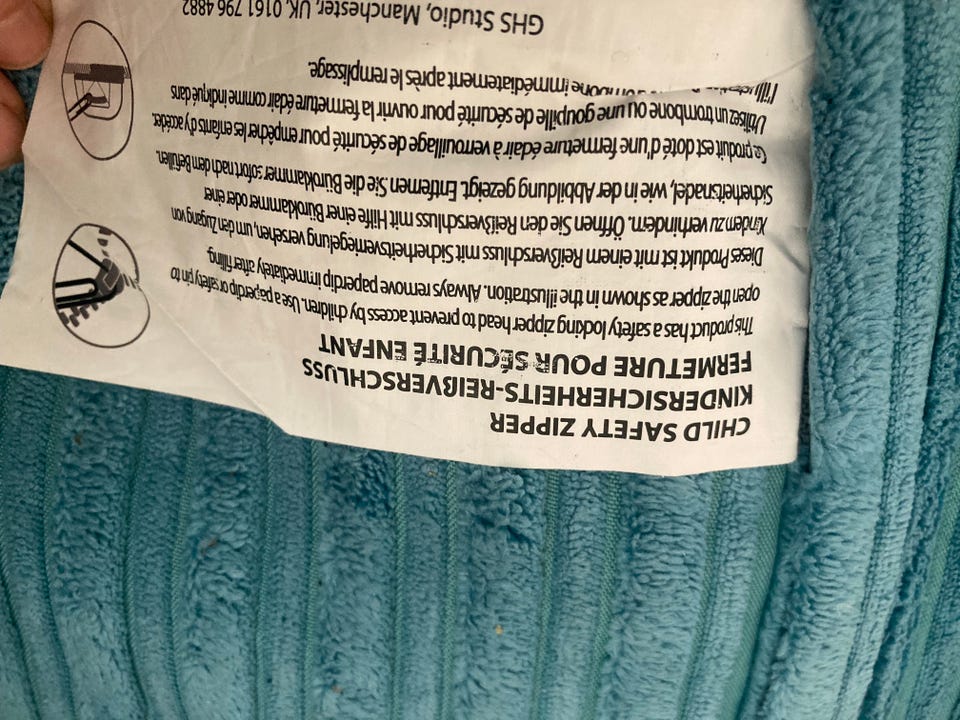 CHILD SAFETY ZIPPER
KINDERSICHERHEITS-REIßVERSCHLUSS
FERMETURE POUR SÉCURITÉ ENFANT
This product has a safety locking zipper head to prevent access by children. Use a paperclip or safety pin to
open the zipper as shown in the illustration. Always remove paperclip immediately after filling.
Dieses Produkt ist mit einem Reißverschluss mit Sicherheitsverriegelung versehen, um den Zugang von
Kindern zu verhindern. Öffnen Sie den Reißverschluss mit Hilfe einer Büroklammer oder einer
Sicherheitsnadel, wie in der Abbildung gezeigt. Entfernen Sie die Büroklammer sofort nach dem Befüllen.
Ce produit est doté d'une fermeture éclair à verrouillage de sécurité pour empêcher les enfants d'y accéder.
Utilisez un trombone ou une goupille de sécurité pour ouvrir la fermeture éclair comme indiqué dans
immédiatement après le remplissage.
GHS Studio, Manchester, UK, 0161 796 4882